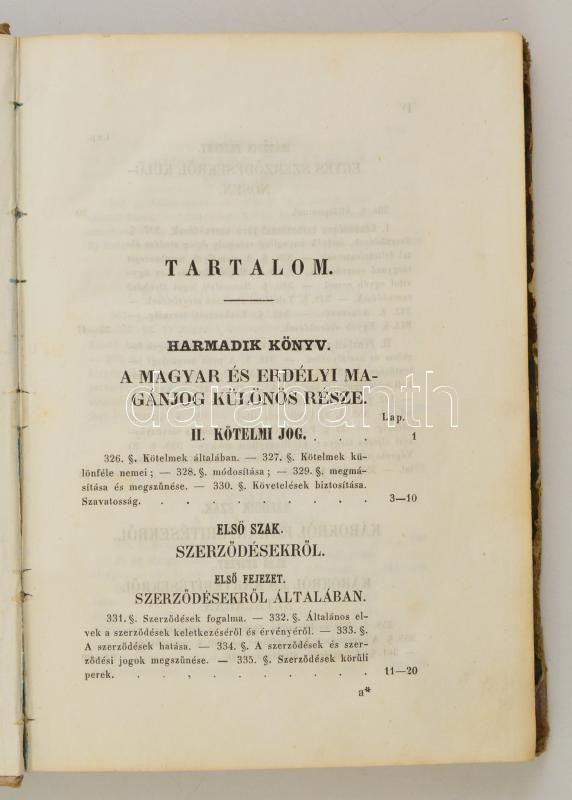 TARTALOM.
HARMADIK KÖNYV.
A MAGYAR ÉS ERDÉLYI MA-
GÁNJOG KÜLÖNÖS RÉSZE.
Lap.
II. KÖTELMI JOG. . . . . 1
326. §. Kötelmek általában. — 327. §. Kötelmek kü-
lönféle nemei; — 328. §. módosítása; — 329. §. megmá-
sítása és megszünése. — 330. §. Követelések biztosítása.
Szavatosság. . . . . . . . . 3—10
ELSŐ SZAK.
SZERZŐDÉSEKRŐL.
ELSŐ FEJEZET.
SZERZŐDÉSEKRŐL ÁLTALÁBAN.
331. §. Szerződések fogalma. — 332. §. Általános el-
vek a szerződések keletkezéséről és érvényéről. — 333. §.
A szerződések hatása. — 334. §. A szerződések és szer-
ződési jogok megszünése. — 335. §. Szerződések körüli
perek. . . , . . . . . . 11—20
a*
darabanth